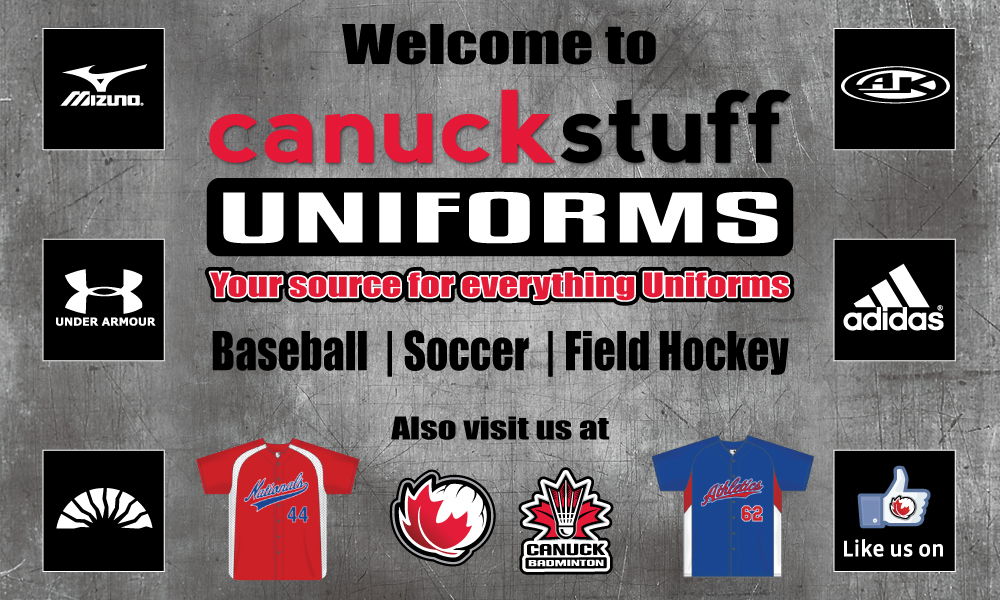 Welcome to
canuckstuff
UNIFORMS
Your source for everything Uniforms
Baseball | Soccer | Field Hockey
Also visit us at
MIZUNO®
AK
UNDER ARMOUR
adidas®
Nationals
44
CANUCK
BADMINTON
Athletics
62
Like us on